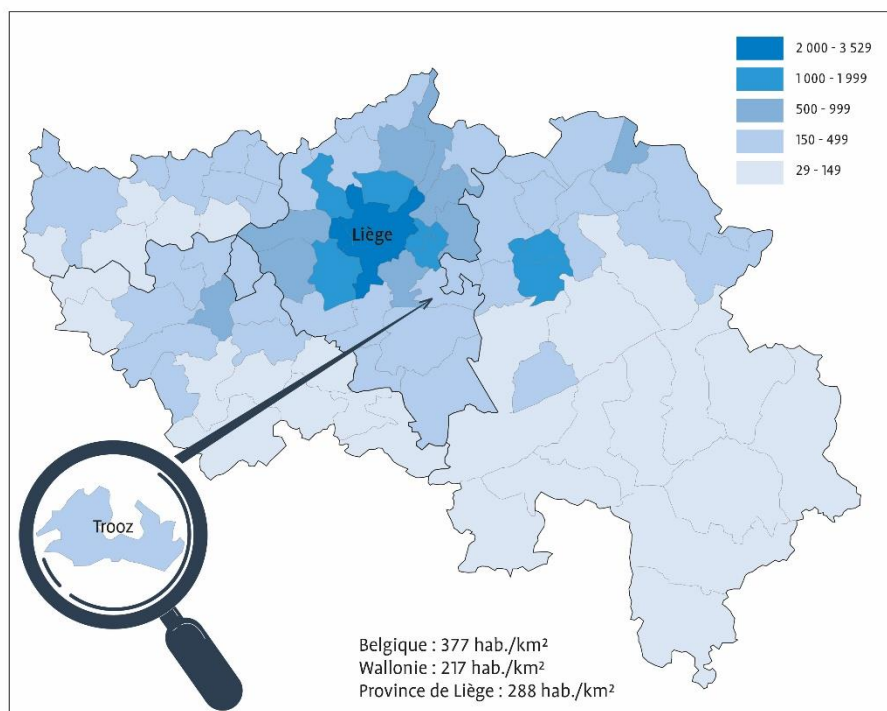 2 000 - 3 529
1 000 - 1 999
500 - 999
150 - 499
29 - 149
Liège
Trooz
Belgique : 377 hab./km²
Wallonie : 217 hab./km²
Province de Liège : 288 hab./km²